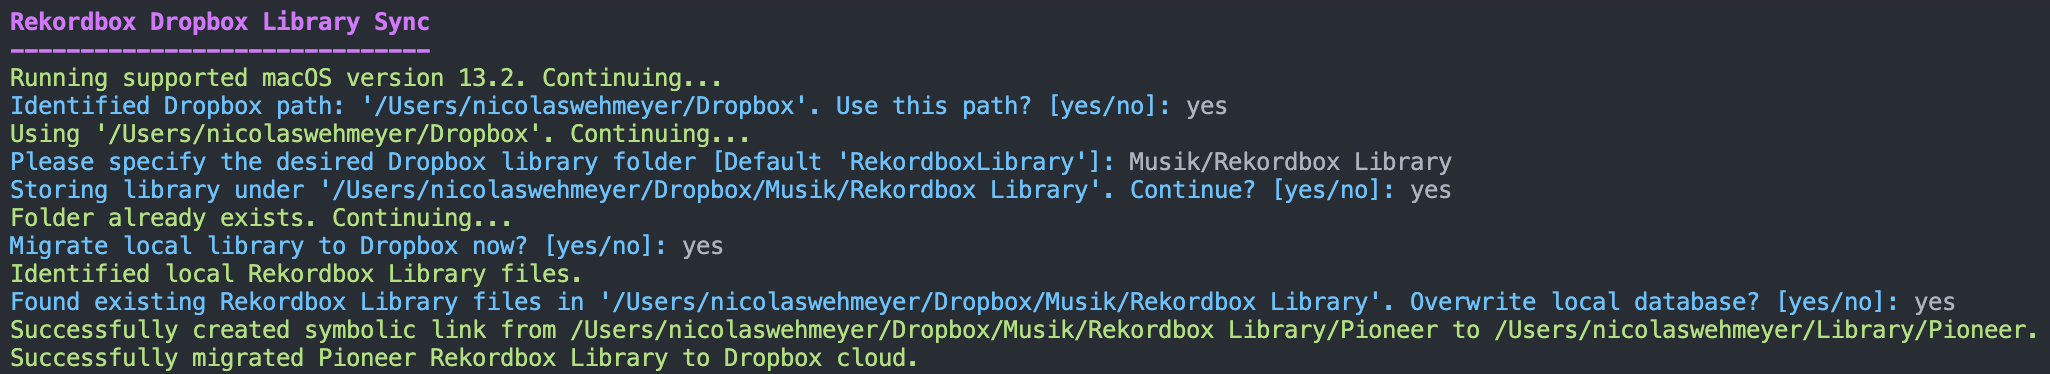 Rekordbox Dropbox Library Sync
------------------------------
Running supported macOS version 13.2. Continuing...
Identified Dropbox path: '/Users/nicolaswehmeyer/Dropbox'. Use this path? [yes/no]: yes
Using '/Users/nicolaswehmeyer/Dropbox'. Continuing...
Please specify the desired Dropbox library folder [Default 'RekordboxLibrary']: Musik/Rekordbox Library
Storing library under '/Users/nicolaswehmeyer/Dropbox/Musik/Rekordbox Library'. Continue? [yes/no]: yes
Folder already exists. Continuing...
Migrate local library to Dropbox now? [yes/no]: yes
Identified local Rekordbox Library files.
Found existing Rekordbox Library files in '/Users/nicolaswehmeyer/Dropbox/Musik/Rekordbox Library'. Overwrite local database? [yes/no]: yes
Successfully created symbolic link from /Users/nicolaswehmeyer/Dropbox/Musik/Rekordbox Library/Pioneer to /Users/nicolaswehmeyer/Library/Pioneer.
Successfully migrated Pioneer Rekordbox Library to Dropbox cloud.